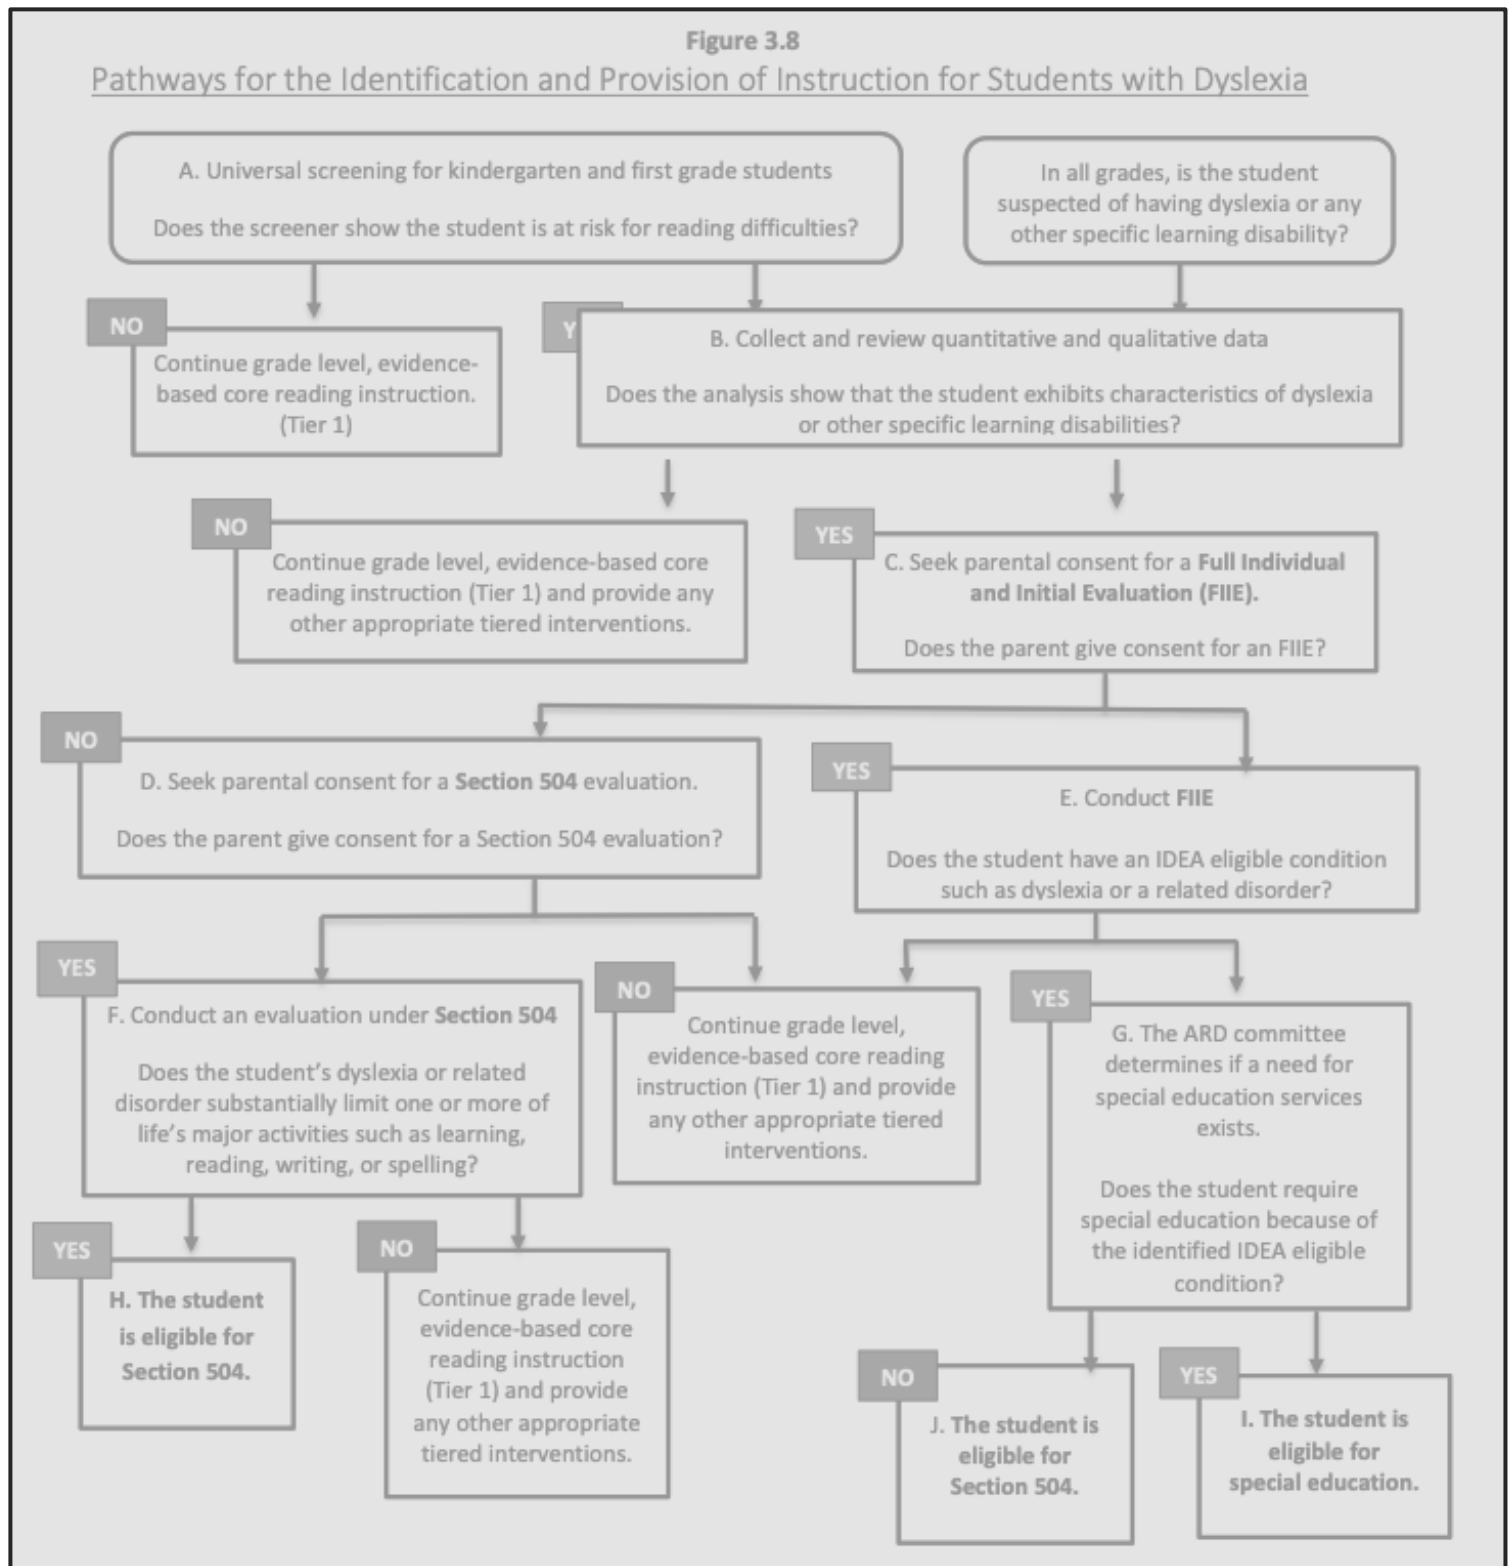 Figure 3.8
Pathways for the Identification and Provision of Instruction for Students with Dyslexia
A. Universal screening for kindergarten and first grade students
Does the screener show the student is at risk for reading difficulties?
In all grades, is the student
suspected of having dyslexia or any
other specific learning disability?
NO
Continue grade level, evidence-
based core reading instruction.
(Tier 1)
Y
B. Collect and review quantitative and qualitative data
Does the analysis show that the student exhibits characteristics of dyslexia
or other specific learning disabilities?
NO
Continue grade level, evidence-based core
reading instruction (Tier 1) and provide any
other appropriate tiered interventions.
YES
C. Seek parental consent for a Full Individual
and Initial Evaluation (FIIE).
Does the parent give consent for an FIIE?
NO
D. Seek parental consent for a Section 504 evaluation.
Does the parent give consent for a Section 504 evaluation?
YES
E. Conduct FIIE
Does the student have an IDEA eligible condition
such as dyslexia or a related disorder?
YES
F. Conduct an evaluation under Section 504
Does the student's dyslexia or related
disorder substantially limit one or more of
life's major activities such as learning,
reading, writing, or spelling?
NO
Continue grade level,
evidence-based core reading
instruction (Tier 1) and provide
any other appropriate tiered
interventions.
YES
G. The ARD committee
determines if a need for
special education services
exists.
Does the student require
special education because of
the identified IDEA eligible
condition?
YES
H. The student
is eligible for
Section 504.
NO
Continue grade level,
evidence-based core
reading instruction
(Tier 1) and provide
any other appropriate
tiered interventions.
NO
J. The student is
eligible for
Section 504.
YES
I. The student is
eligible for
special education.